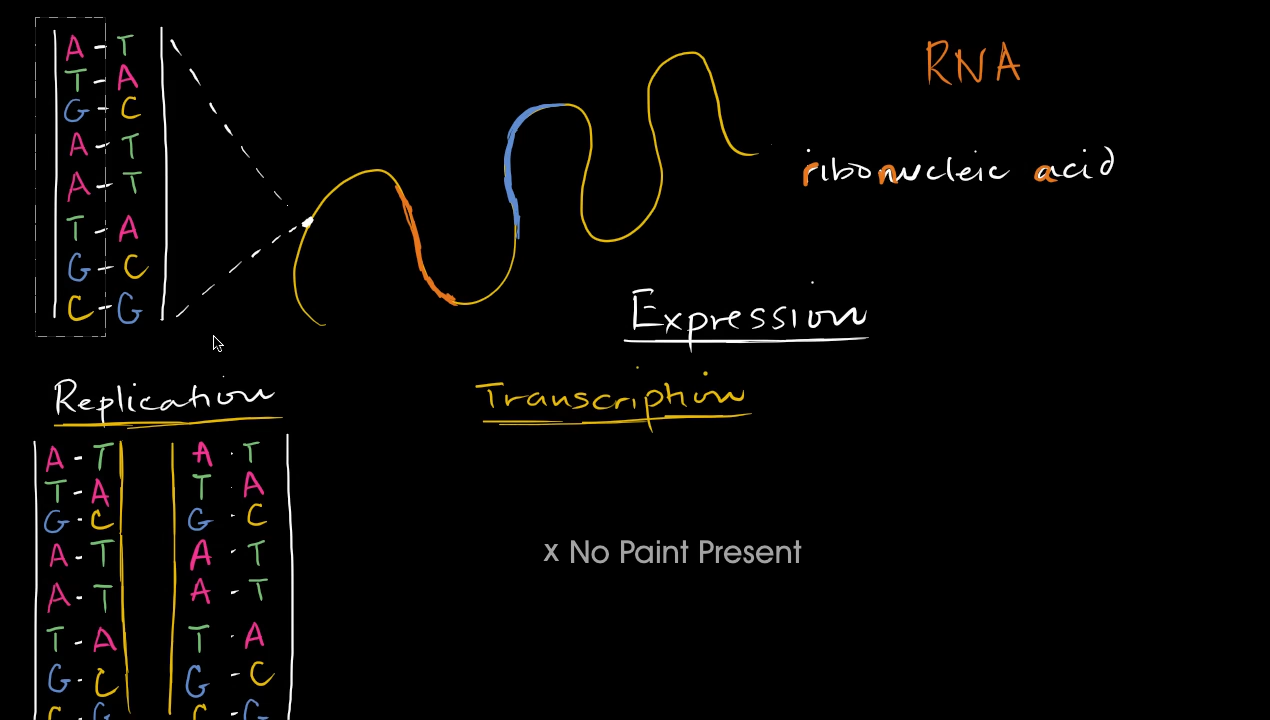 A - T
T - A
G - C
A - T
A - T
T - A
G - C
C - G
RNA
ribonucleic acid
Expression
Replication
A - T
T - A
G - C
A - T
A - T
T - A
G - C
C - G
A - T
T - A
G - C
A - T
A - T
T - A
G - C
C - G
Transcription
x No Paint Present